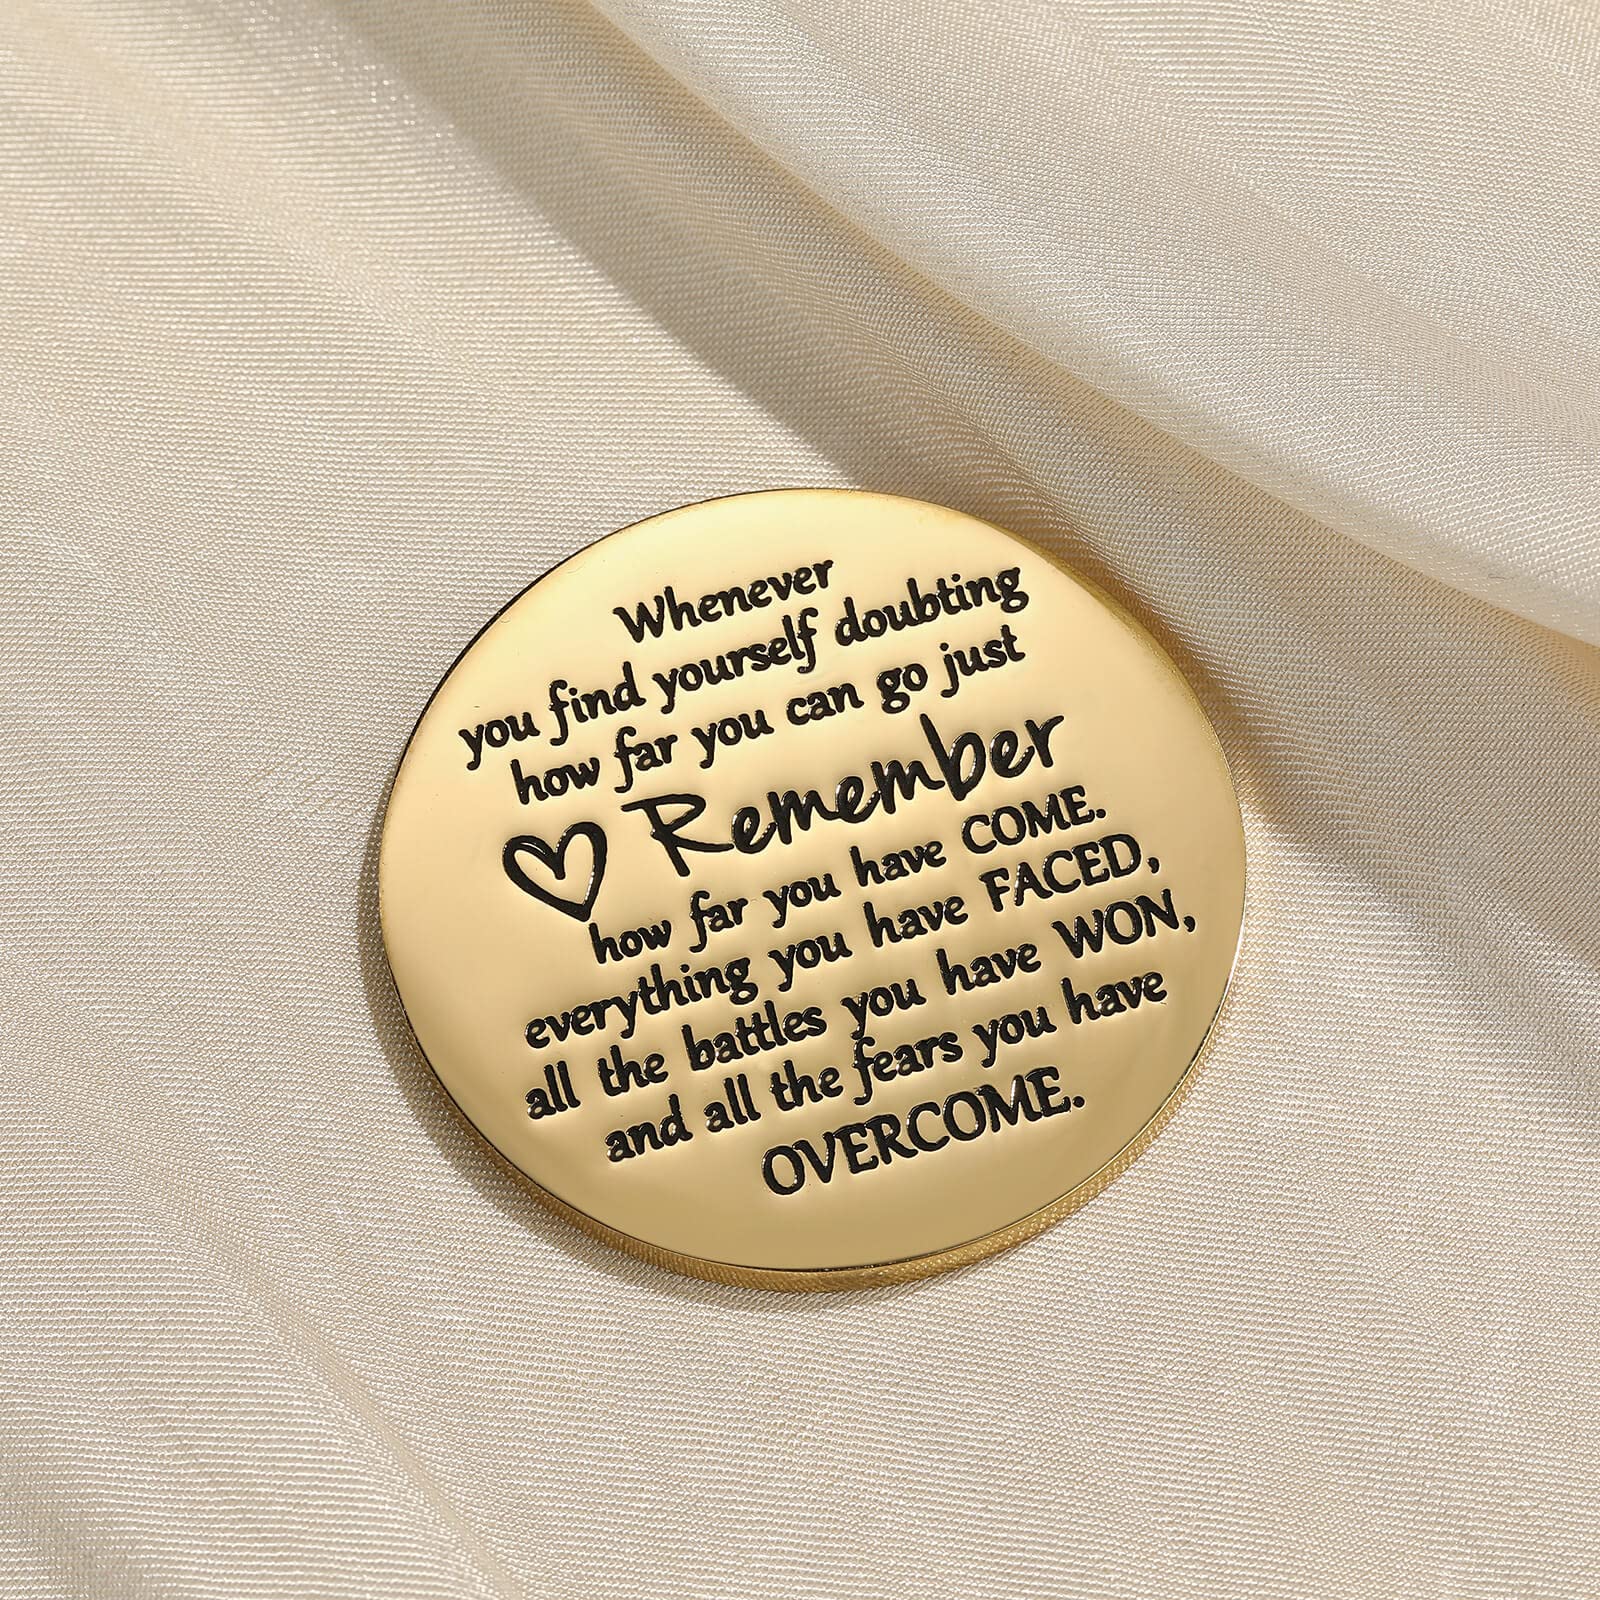 Whenever
you find yourself doubting
how far you can go just
Remember
how far you have COME.
everything you have FACED,
all the battles you have WON,
and all the fears you have
OVERCOME.